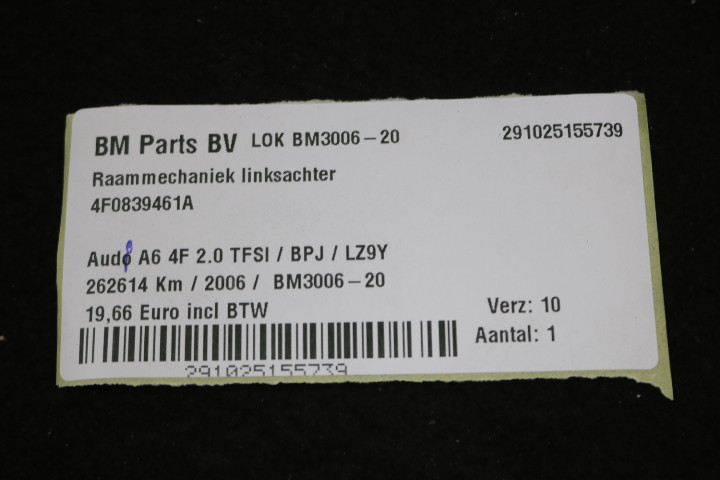 BM Parts BV LOK BM3006-20 291025155739
Raammechaniek linksachter
4F0839461A
Audi A6 4F 2.0 TFSI / BPJ / LZ9Y
262614 Km / 2006 / BM3006-20
19,66 Euro incl BTW Verz: 10
Aantal: 1
291025155739